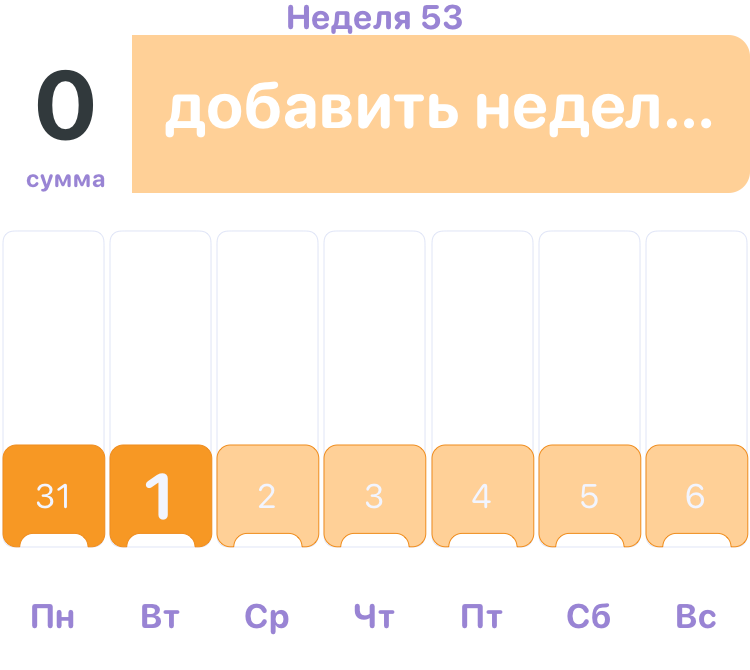 Неделя 53
0
добавить недел...
сумма
31 1 2 3 4 5 6
Пн Вт Ср Чт Пт Сб Вс